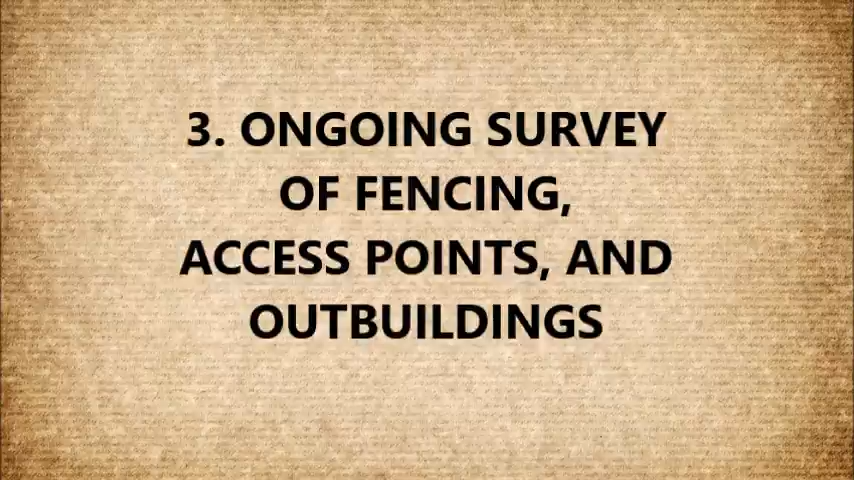 3. ONGOING SURVEY
OF FENCING,
ACCESS POINTS, AND
OUTBUILDINGS